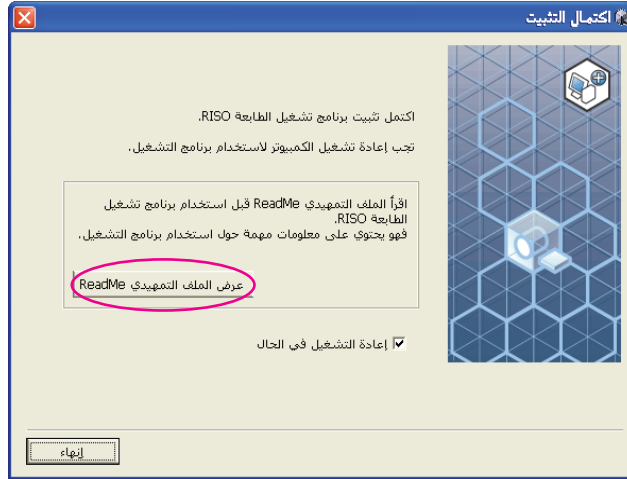 اكتمال التثبيت
اكتمل تثبيت برنامج تشغيل الطابعة RISO.
تجب إعادة تشغيل الكمبيوتر لاستخدام برنامج التشغيل.
اقرأ الملف التمهيدي ReadMe قبل استخدام برنامج تشغيل
الطابعة RISO.
فهو يحتوي على معلومات مهمة حول استخدام برنامج التشغيل.
عرض الملف التمهيدي ReadMe
إعادة التشغيل في الحال
إنهاء